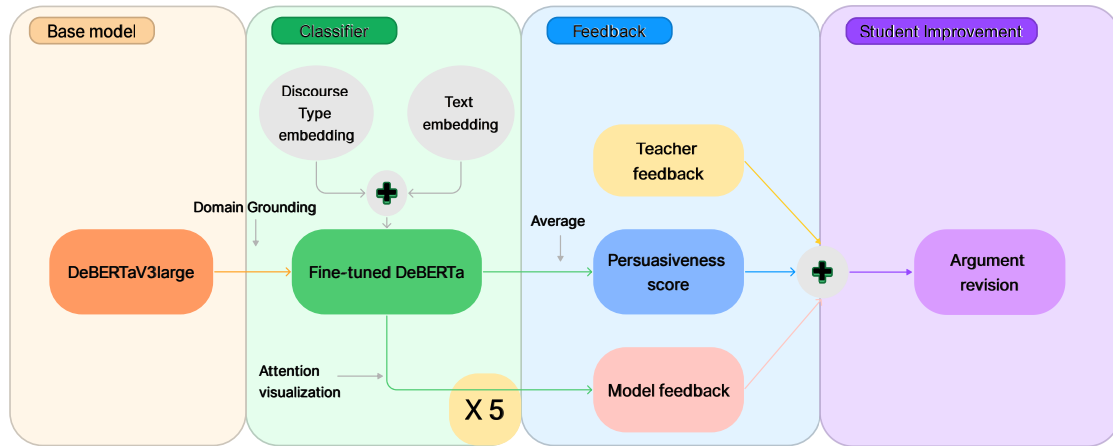 Base model
Classifier
Feedback
Student Improvement
Discourse
Type
embedding
Text
embedding
Teacher
feedback
Domain Grounding
Average
DeBERTaV3large
Fine-tuned DeBERTa
Persuasiveness
score
Argument
revision
Attention
visualization
X 5
Model feedback